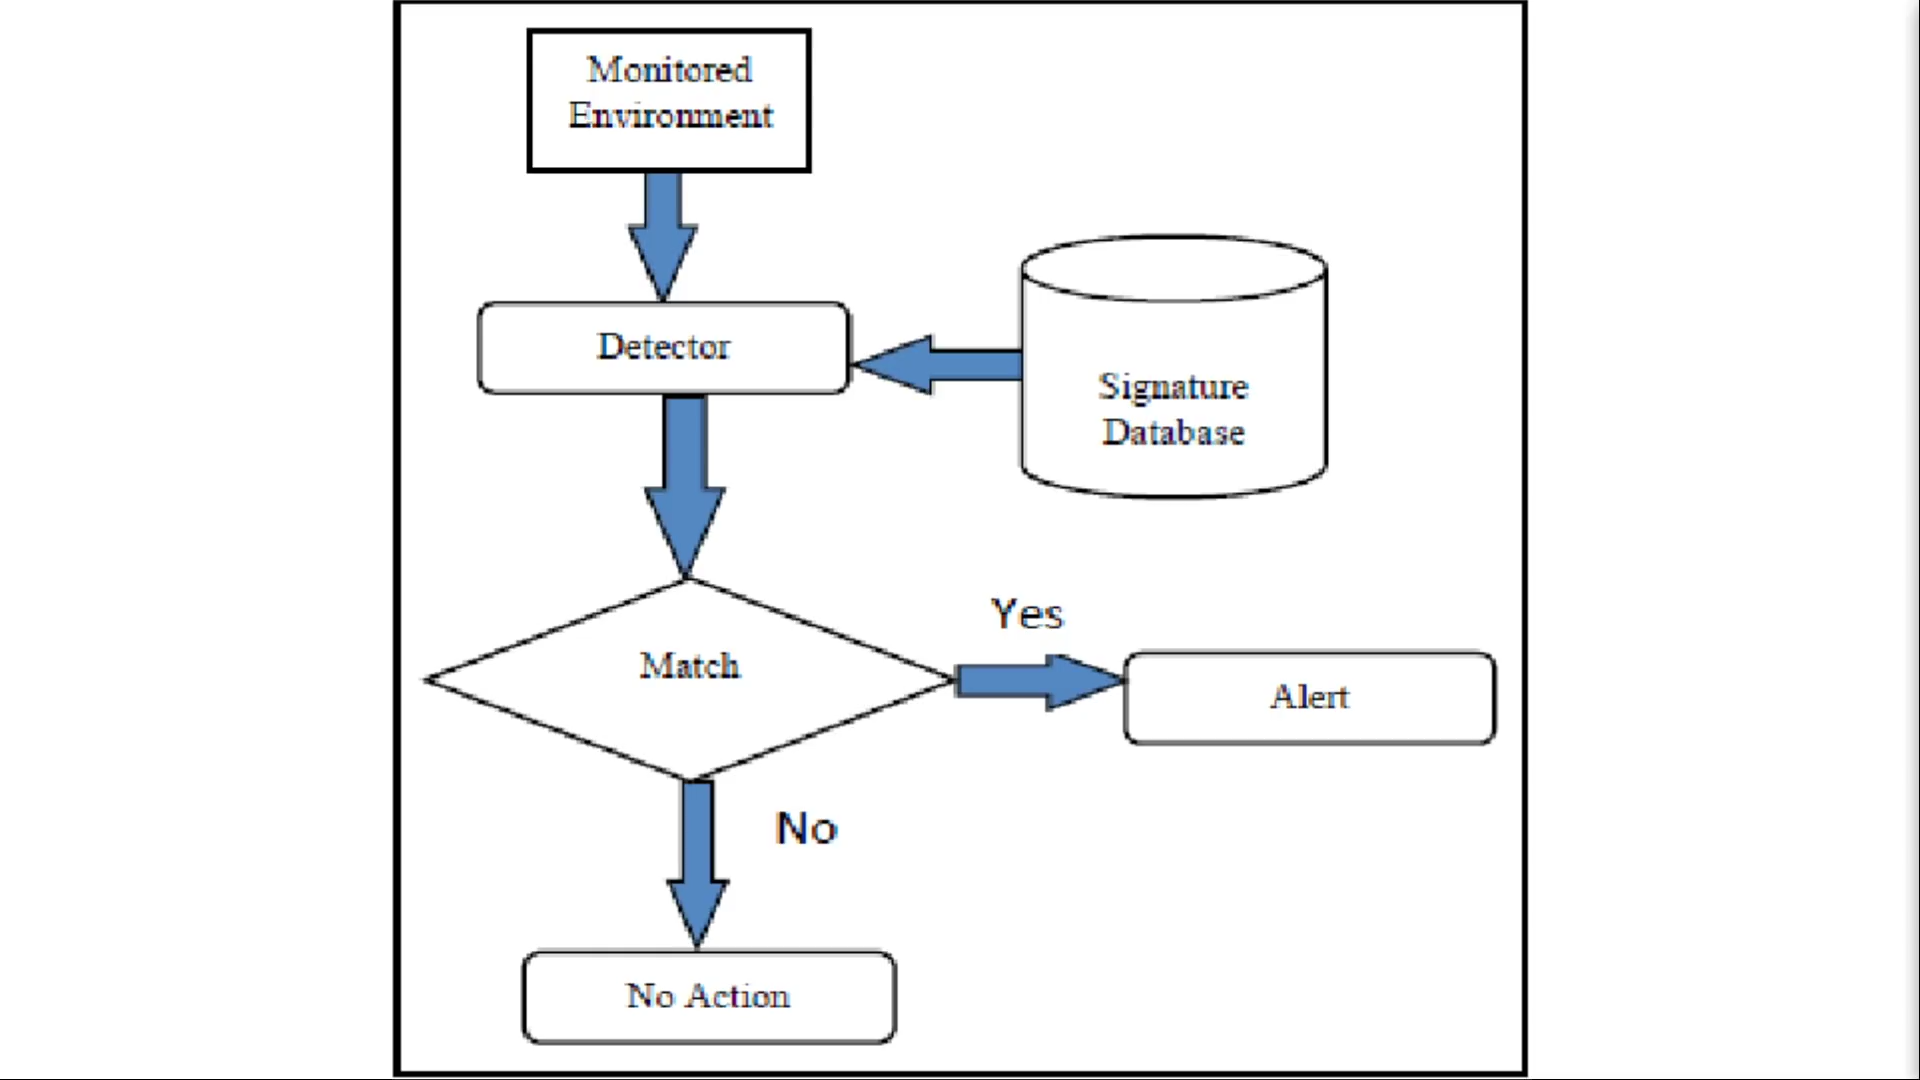 Monitored
Environment
Detector
Signature
Database
Match
Yes
Alert
No
No Action